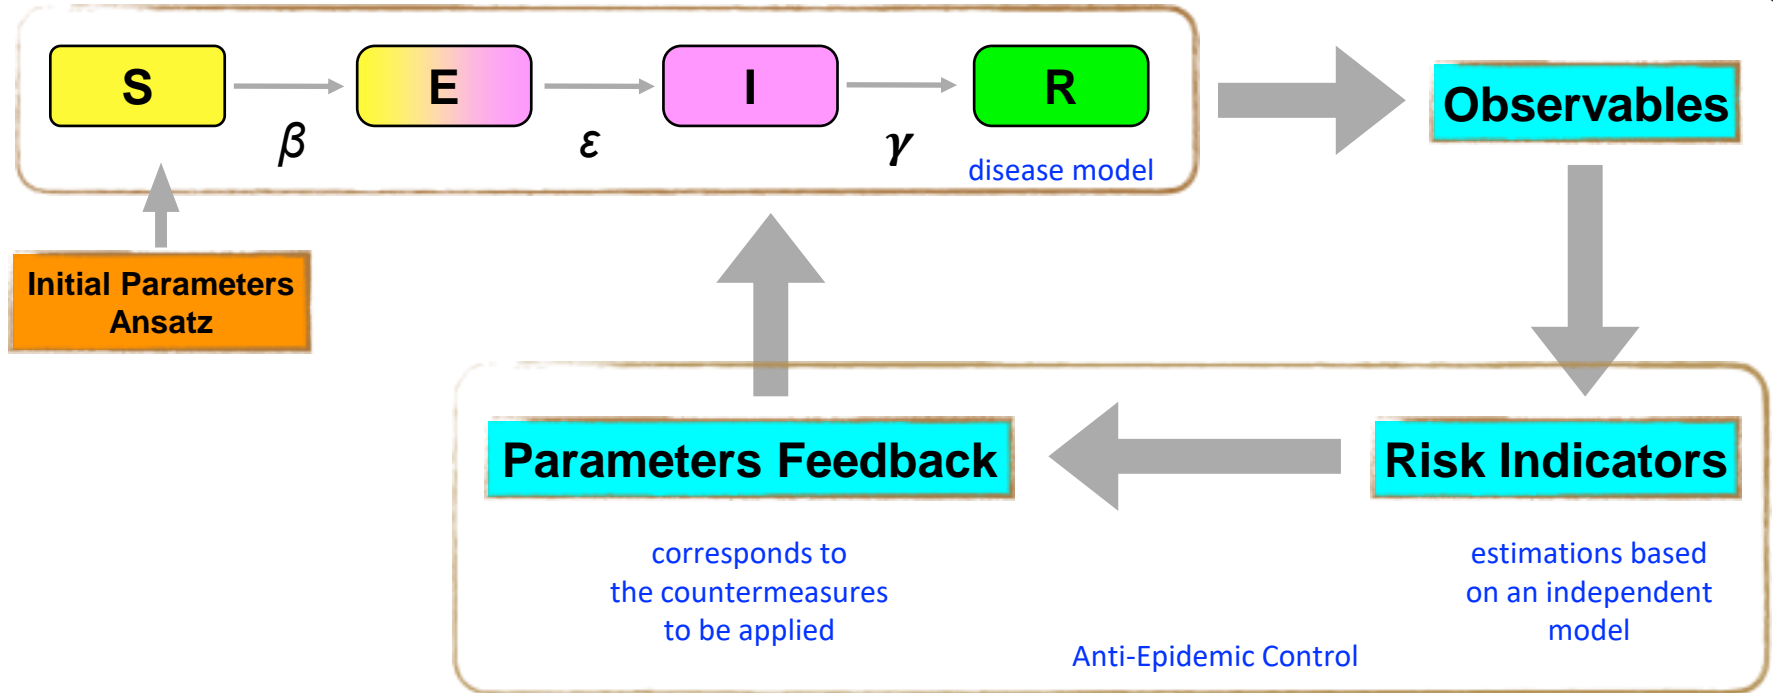 S
E
I
R
β
ε
γ
disease model
Observables
Initial Parameters
Ansatz
Parameters Feedback
Risk Indicators
corresponds to
the countermeasures
to be applied
estimations based
on an independent
model
Anti-Epidemic Control